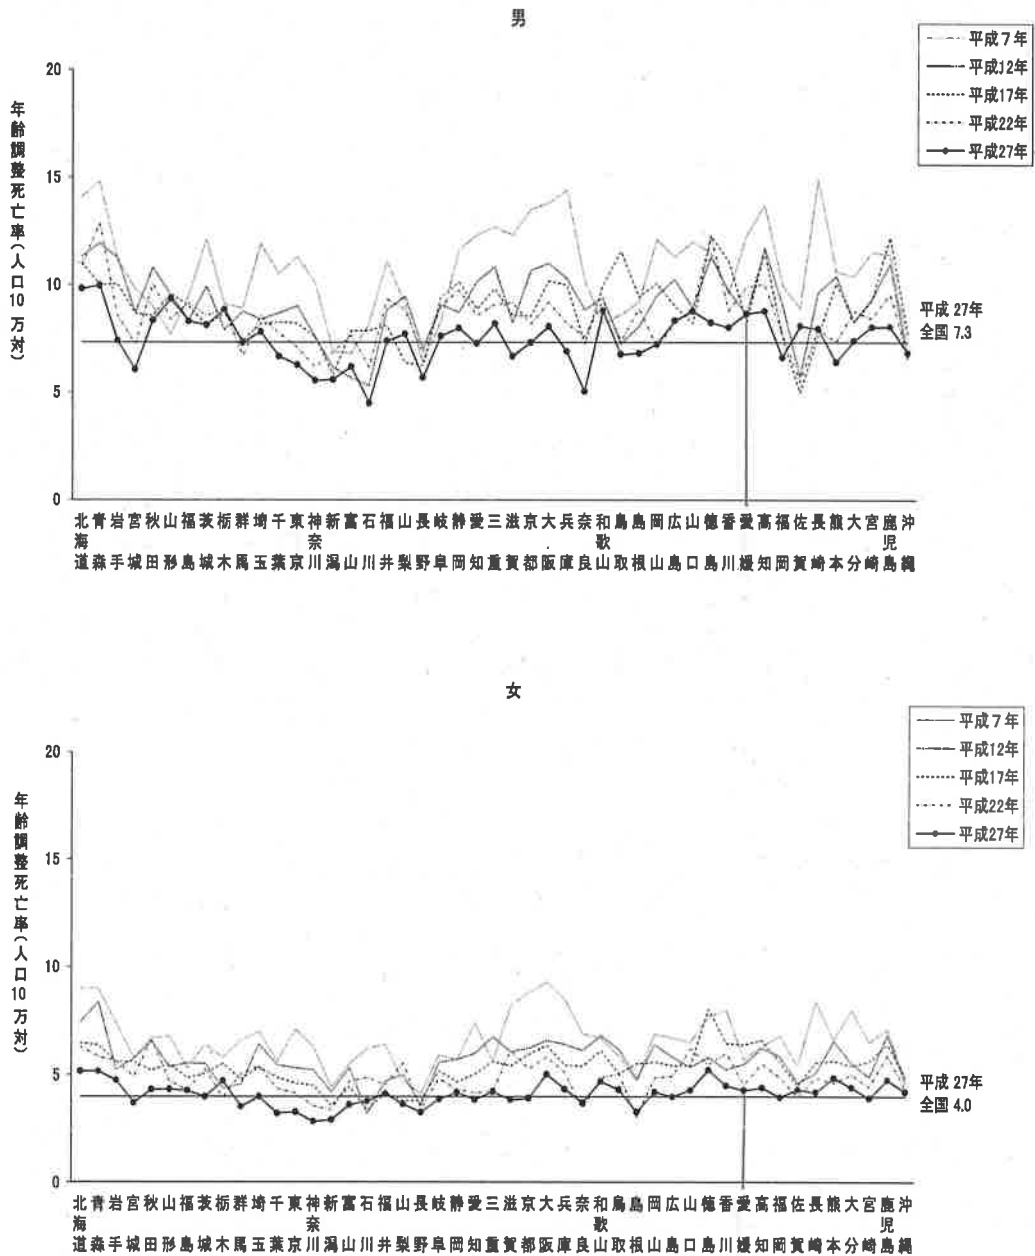 男
平成7年
平成12年
平成17年
平成22年
平成27年
年齢調整死亡率(人口10万対)
20
15
10
5
0
平成 27年
全国 7.3
北海道 青森 岩手 宮城 秋田 山形 福島 茨城 栃木 群馬 埼玉 千葉 東京 神奈川 新潟 富山 石川 福井 山梨 長野 岐阜 静岡 愛知 三重 滋賀 京都 大阪 兵庫 奈良 和歌山 鳥取 島根 岡山 広島 山口 徳島 香川 愛媛 高知 福岡 佐賀 長崎 熊本 大分 宮崎 鹿児島 沖縄
女
平成7年
平成12年
平成17年
平成22年
平成27年
年齢調整死亡率(人口10万対)
20
15
10
5
0
平成 27年
全国 4.0
北海道 青森 岩手 宮城 秋田 山形 福島 茨城 栃木 群馬 埼玉 千葉 東京 神奈川 新潟 富山 石川 福井 山梨 長野 岐阜 静岡 愛知 三重 滋賀 京都 大阪 兵庫 奈良 和歌山 鳥取 島根 岡山 広島 山口 徳島 香川 愛媛 高知 福岡 佐賀 長崎 熊本 大分 宮崎 鹿児島 沖縄